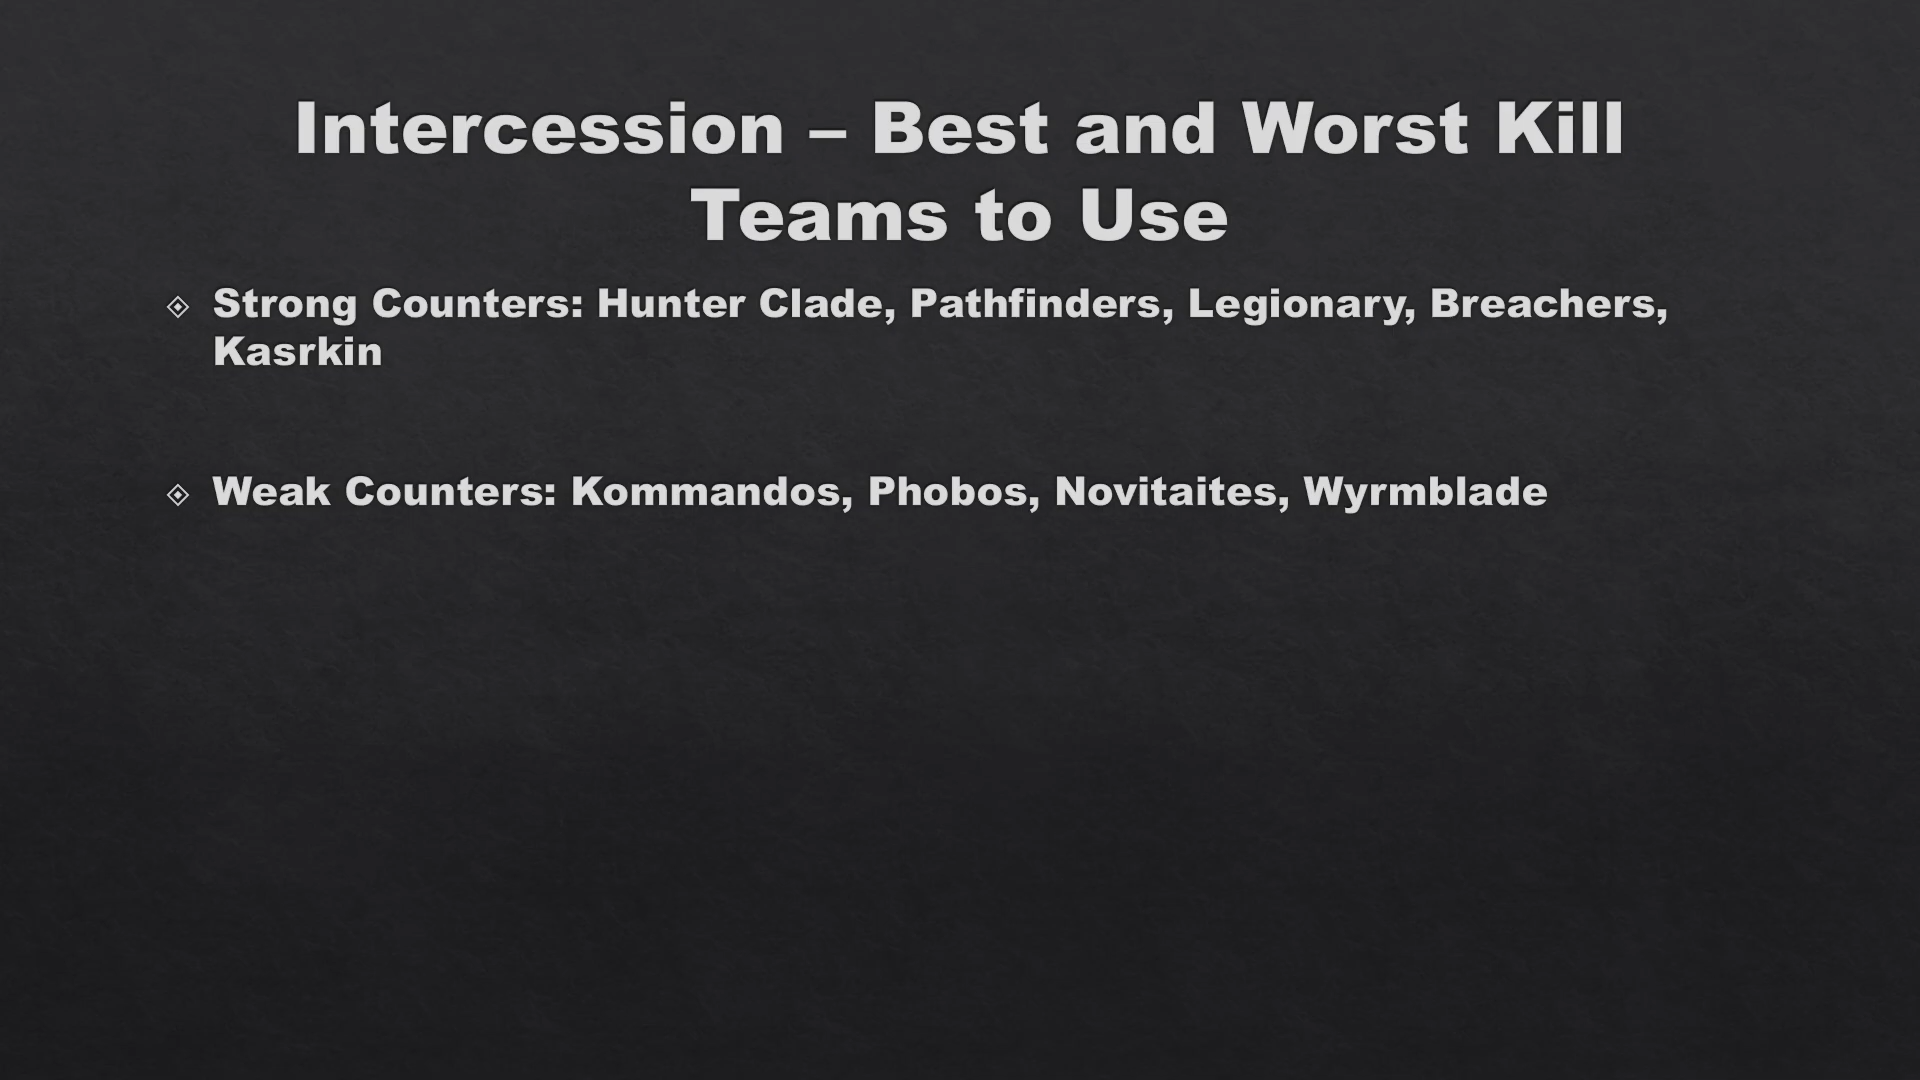 Intercession – Best and Worst Kill
Teams to Use
Strong Counters: Hunter Clade, Pathfinders, Legionary, Breachers,
Kasrkin
Weak Counters: Kommandos, Phobos, Novitaites, Wyrmblade